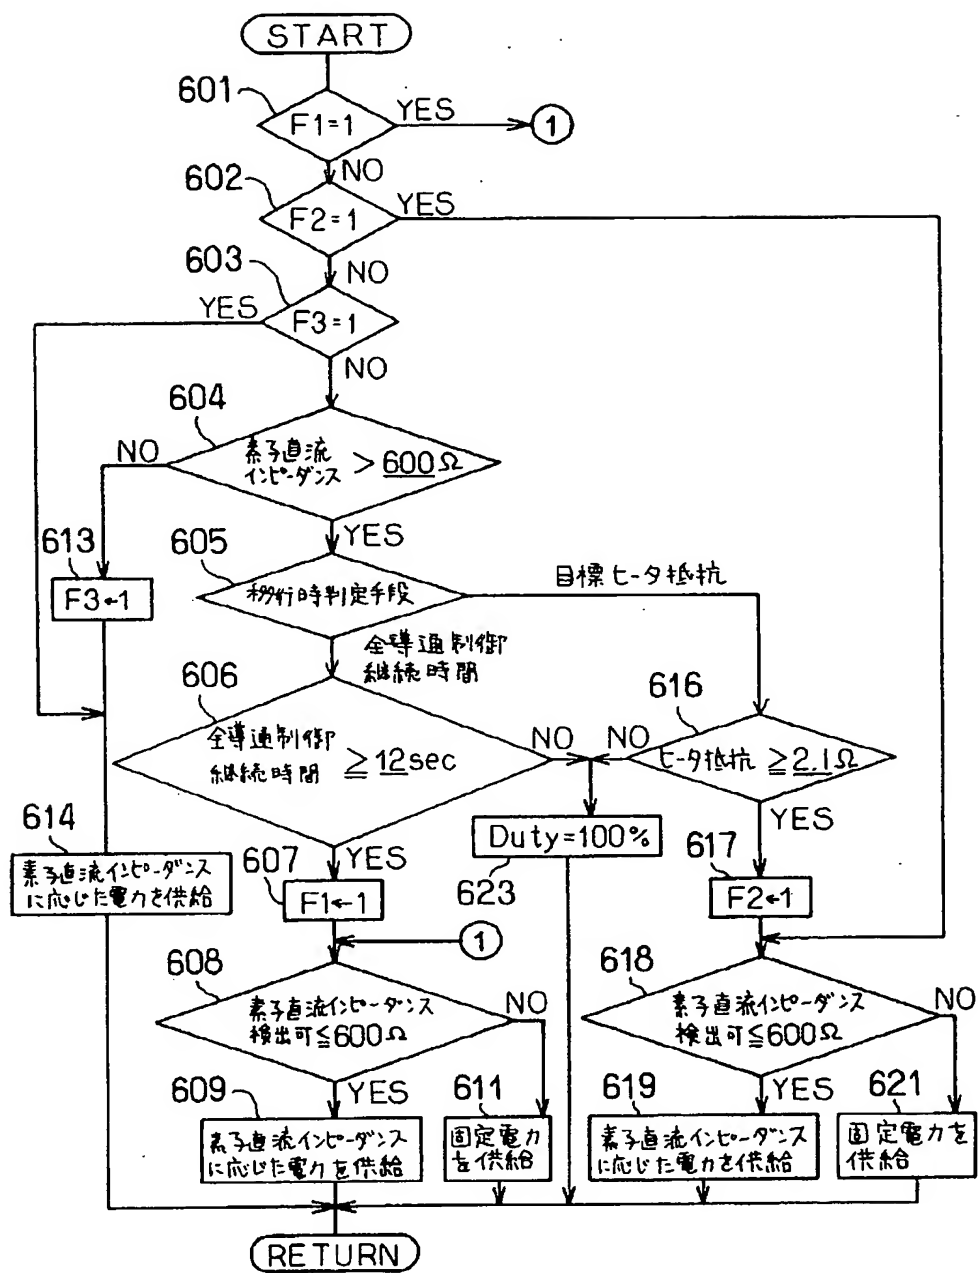 START
601
F1=1
YES
1
NO
602
F2=1
YES
NO
603
YES
F3=1
NO
604
NO
素子直流
インピーダンス > 600Ω
YES
613
F3←1
605
移行時判定手段
目標ヒータ抵抗
全導通制御
継続時間
606
全導通制御
継続時間 ≧ 12sec
NO
NO
616
ヒータ抵抗 ≧ 2.1Ω
YES
614
素子直流インピーダンス
に応じた電力を供給
Duty=100%
623
YES
607
F1←1
617
F2←1
1
608
素子直流インピーダンス
検出可≦600Ω
NO
618
素子直流インピーダンス
検出可≦600Ω
NO
YES
609
素子直流インピーダンス
に応じた電力を供給
611
固定電力
を供給
YES
619
素子直流インピーダンス
に応じた電力を供給
621
固定電力を
供給
RETURN